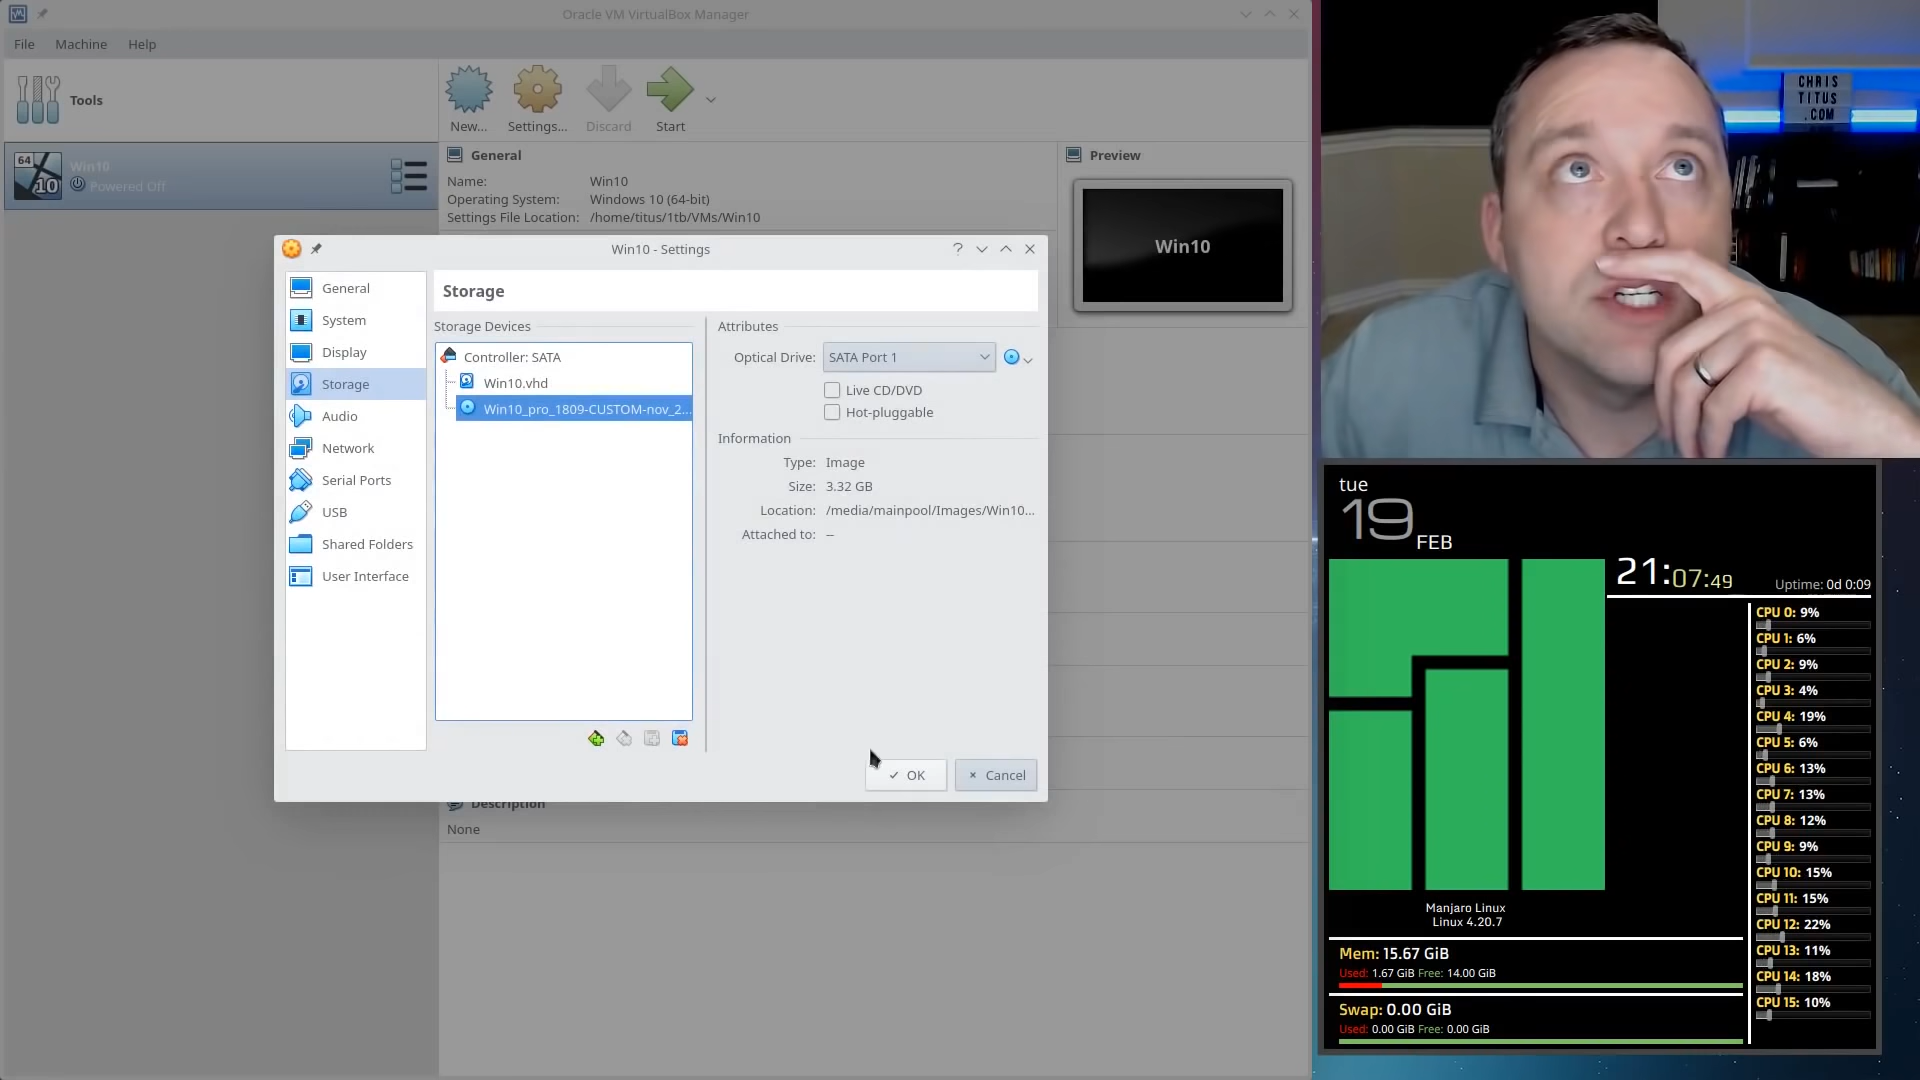 Oracle VM VirtualBox Manager
File Machine Help
Tools
New... Settings... Discard Start
64
10
Win10
Powered Off
General
Name: Win10
Operating System: Windows 10 (64-bit)
Settings File Location: /home/titus/1tb/VMs/Win10
Preview
Win10
Win10 - Settings
General
System
Display
Storage
Audio
Network
Serial Ports
USB
Shared Folders
User Interface
Storage
Storage Devices
Controller: SATA
Win10.vhd
Win10_pro_1809-CUSTOM-nov_2...
Attributes
Optical Drive: SATA Port 1
Live CD/DVD
Hot-pluggable
Information
Type: Image
Size: 3.32 GB
Location: /media/mainpool/Images/Win10...
Attached to: --
OK Cancel
Description
None
CHRIS
TITUS
.COM
tue
19
FEB
21:07:49
Uptime: 0d 0:09
CPU 0: 9%
CPU 1: 6%
CPU 2: 9%
CPU 3: 4%
CPU 4: 19%
CPU 5: 6%
CPU 6: 13%
CPU 7: 13%
CPU 8: 12%
CPU 9: 9%
CPU 10: 15%
CPU 11: 15%
CPU 12: 22%
CPU 13: 11%
CPU 14: 18%
CPU 15: 10%
Manjaro Linux
Linux 4.20.7
Mem: 15.67 GiB
Used: 1.67 GiB Free: 14.00 GiB
Swap: 0.00 GiB
Used: 0.00 GiB Free: 0.00 GiB